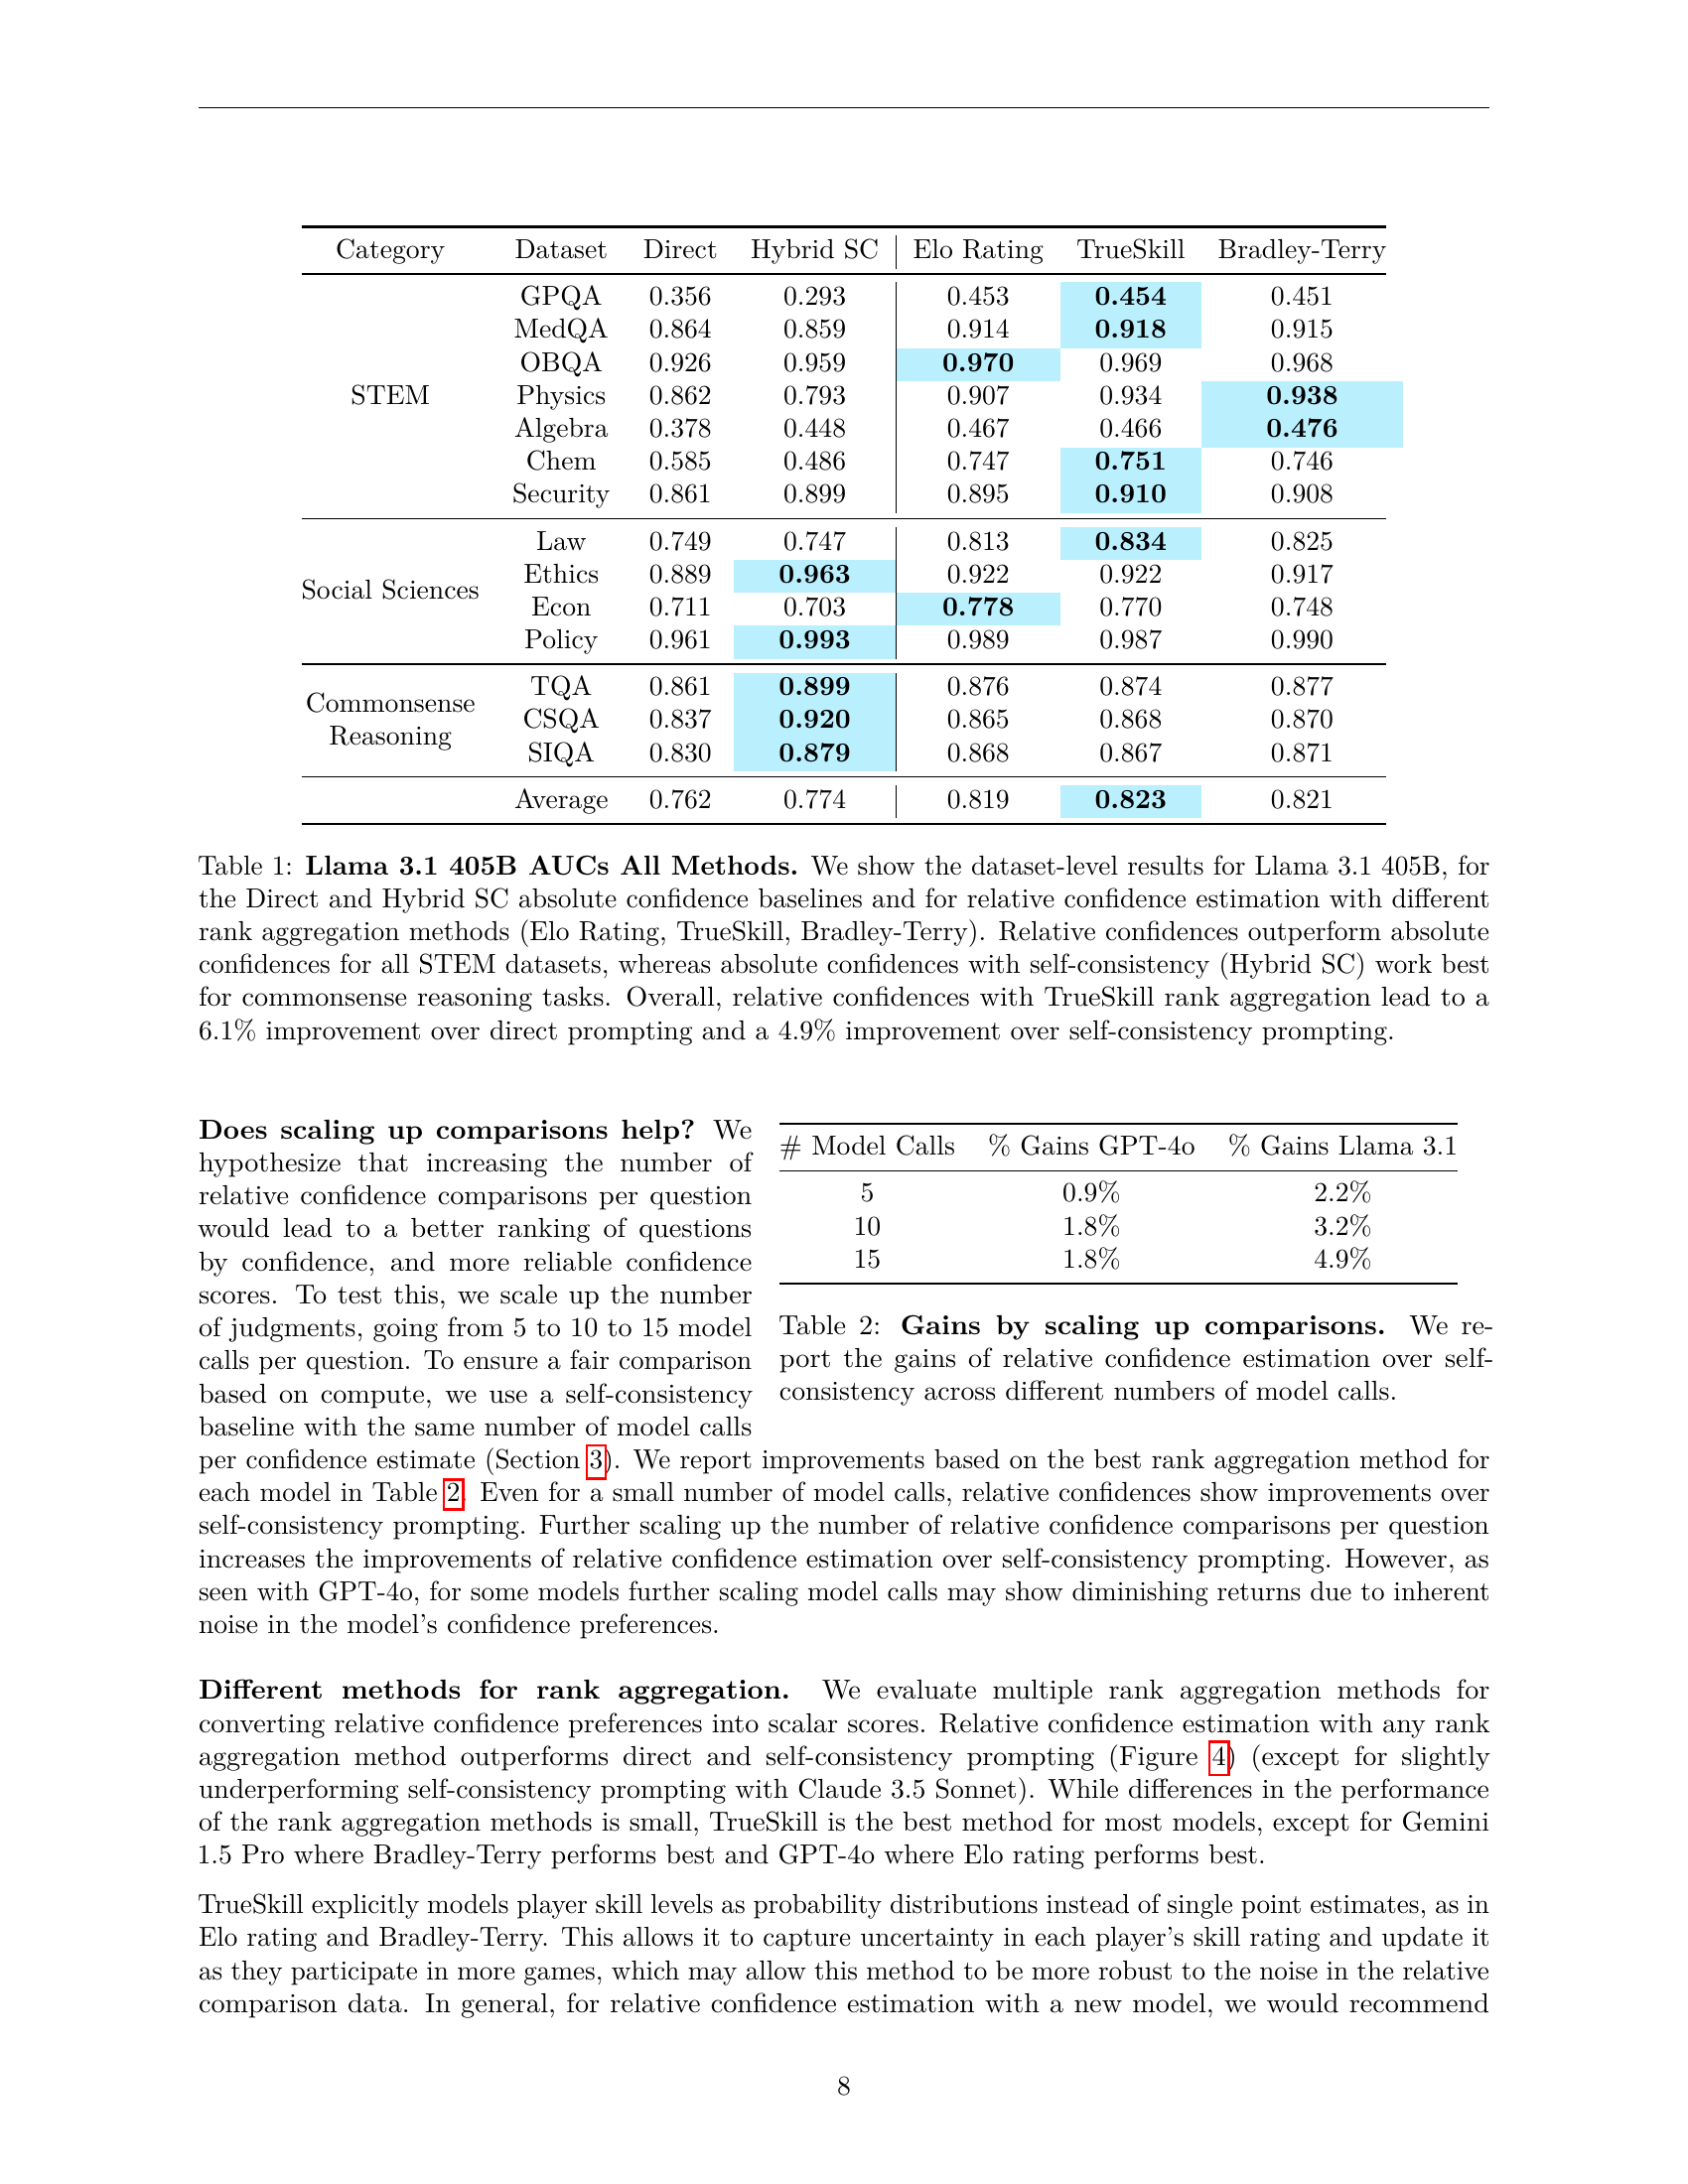 Category Dataset Direct Hybrid SC Elo Rating TrueSkill Bradley-Terry
STEM
GPQA 0.356 0.293 0.453 0.454 0.451
MedQA 0.864 0.859 0.914 0.918 0.915
OBQA 0.926 0.959 0.970 0.969 0.968
Physics 0.862 0.793 0.907 0.934 0.938
Algebra 0.378 0.448 0.467 0.466 0.476
Chem 0.585 0.486 0.747 0.751 0.746
Security 0.861 0.899 0.895 0.910 0.908
Social Sciences
Law 0.749 0.747 0.813 0.834 0.825
Ethics 0.889 0.963 0.922 0.922 0.917
Econ 0.711 0.703 0.778 0.770 0.748
Policy 0.961 0.993 0.989 0.987 0.990
Commonsense
Reasoning
TQA 0.861 0.899 0.876 0.874 0.877
CSQA 0.837 0.920 0.865 0.868 0.870
SIQA 0.830 0.879 0.868 0.867 0.871
Average 0.762 0.774 0.819 0.823 0.821
Table 1: Llama 3.1 405B AUCs All Methods. We show the dataset-level results for Llama 3.1 405B, for
the Direct and Hybrid SC absolute confidence baselines and for relative confidence estimation with different
rank aggregation methods (Elo Rating, TrueSkill, Bradley-Terry). Relative confidences outperform absolute
confidences for all STEM datasets, whereas absolute confidences with self-consistency (Hybrid SC) work best
for commonsense reasoning tasks. Overall, relative confidences with TrueSkill rank aggregation lead to a
6.1% improvement over direct prompting and a 4.9% improvement over self-consistency prompting.
Does scaling up comparisons help? We
hypothesize that increasing the number of
relative confidence comparisons per question
would lead to a better ranking of questions
by confidence, and more reliable confidence
scores. To test this, we scale up the number
of judgments, going from 5 to 10 to 15 model
calls per question. To ensure a fair comparison
based on compute, we use a self-consistency
baseline with the same number of model calls
# Model Calls % Gains GPT-4o % Gains Llama 3.1
5 0.9% 2.2%
10 1.8% 3.2%
15 1.8% 4.9%
Table 2: Gains by scaling up comparisons. We re-
port the gains of relative confidence estimation over self-
consistency across different numbers of model calls.
per confidence estimate (Section 3). We report improvements based on the best rank aggregation method for
each model in Table 2. Even for a small number of model calls, relative confidences show improvements over
self-consistency prompting. Further scaling up the number of relative confidence comparisons per question
increases the improvements of relative confidence estimation over self-consistency prompting. However, as
seen with GPT-4o, for some models further scaling model calls may show diminishing returns due to inherent
noise in the model's confidence preferences.
Different methods for rank aggregation. We evaluate multiple rank aggregation methods for
converting relative confidence preferences into scalar scores. Relative confidence estimation with any rank
aggregation method outperforms direct and self-consistency prompting (Figure 4) (except for slightly
underperforming self-consistency prompting with Claude 3.5 Sonnet). While differences in the performance
of the rank aggregation methods is small, TrueSkill is the best method for most models, except for Gemini
1.5 Pro where Bradley-Terry performs best and GPT-4o where Elo rating performs best.
TrueSkill explicitly models player skill levels as probability distributions instead of single point estimates, as in
Elo rating and Bradley-Terry. This allows it to capture uncertainty in each player's skill rating and update it
as they participate in more games, which may allow this method to be more robust to the noise in the relative
comparison data. In general, for relative confidence estimation with a new model, we would recommend
8